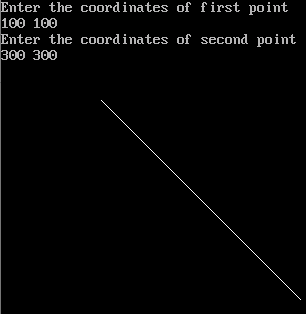 Enter the coordinates of first point
100 100
Enter the coordinates of second point
300 300